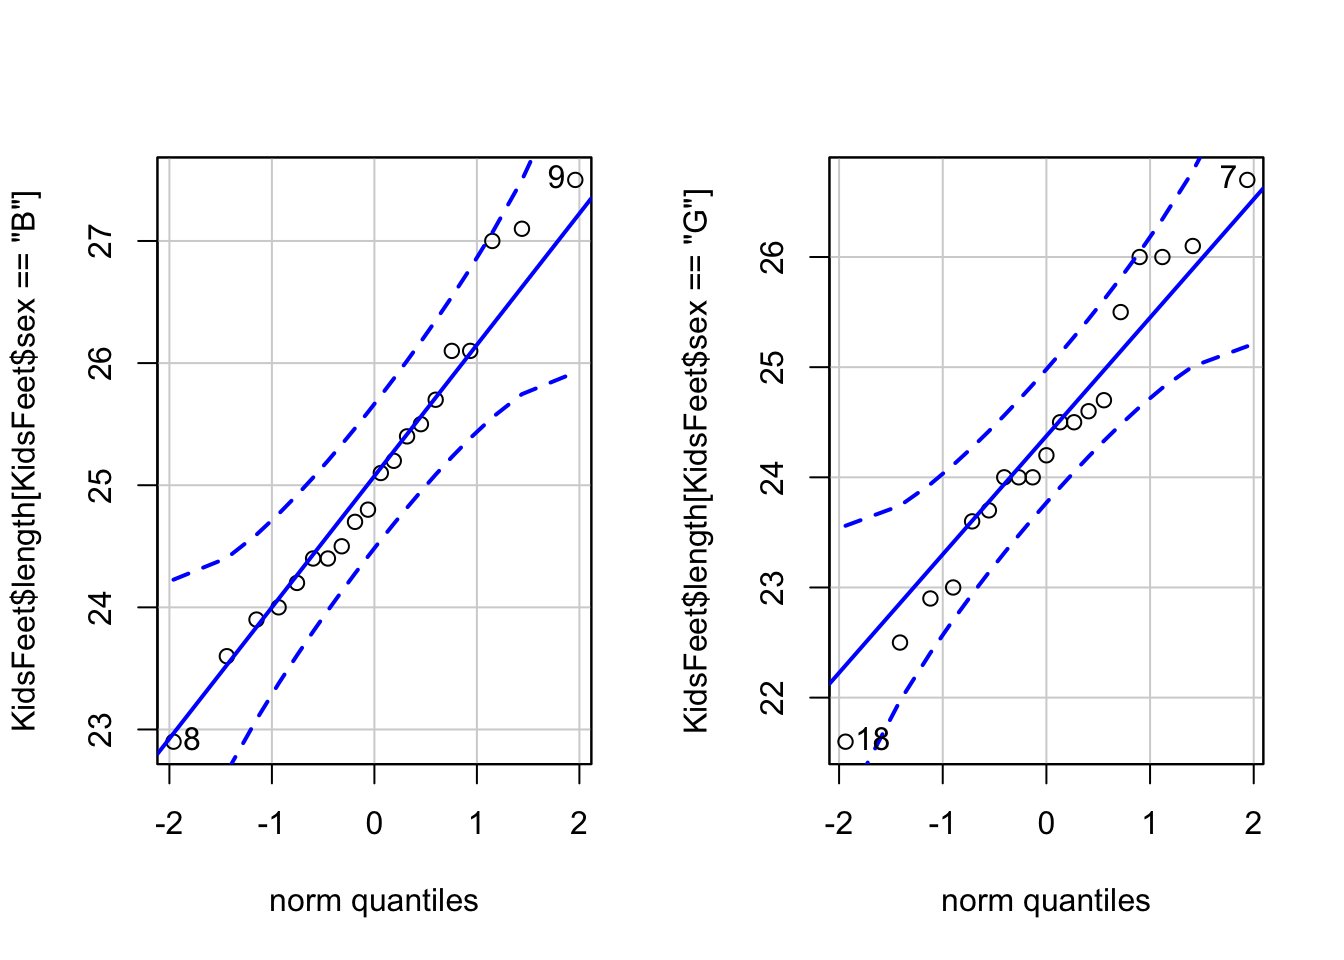 KidsFeet$length[KidsFeet$sex == "B"]
27
26
25
24
23
9
8
-2 -1 0 1 2
norm quantiles
KidsFeet$length[KidsFeet$sex == "G"]
26
25
24
23
22
7
18
-2 -1 0 1 2
norm quantiles